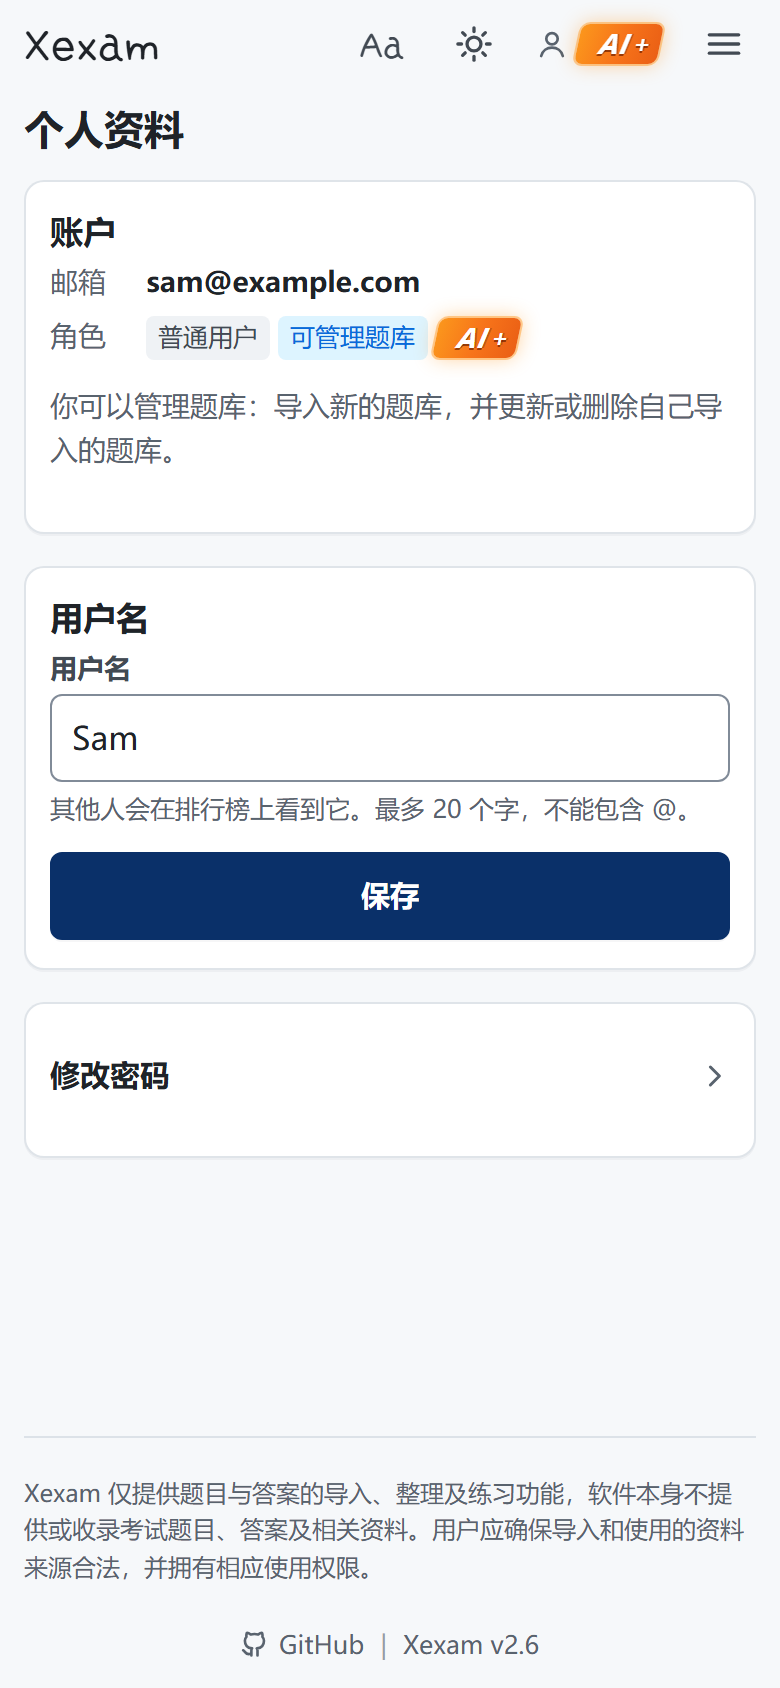 Xexam Aa AI+
个人资料
账户
邮箱 sam@example.com
角色 普通用户 可管理题库 AI+
你可以管理题库：导入新的题库，并更新或删除自己导
入的题库。
用户名
用户名
Sam
其他人会在排行榜上看到它。最多 20 个字，不能包含 @。
保存
修改密码
Xexam 仅提供题目与答案的导入、整理及练习功能，软件本身不提
供或收录考试题目、答案及相关资料。用户应确保导入和使用的资料
来源合法，并拥有相应使用权限。
GitHub | Xexam v2.6